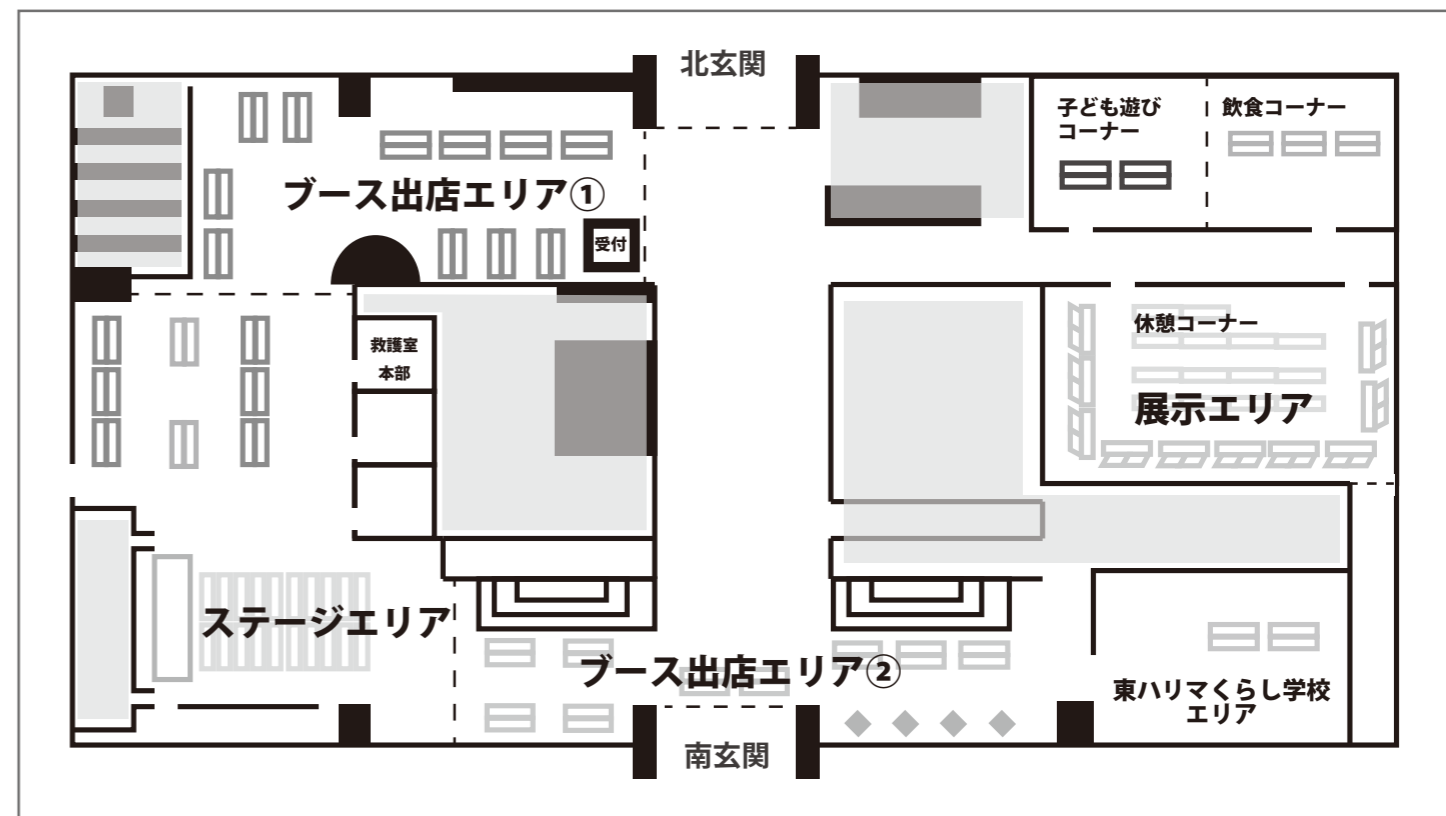 北玄関
子ども遊び
コーナー
飲食コーナー
ブース出店エリア①
受付
救護室
本部
休憩コーナー
展示エリア
ステージエリア
ブース出店エリア②
東ハリマくらし学校
エリア
南玄関